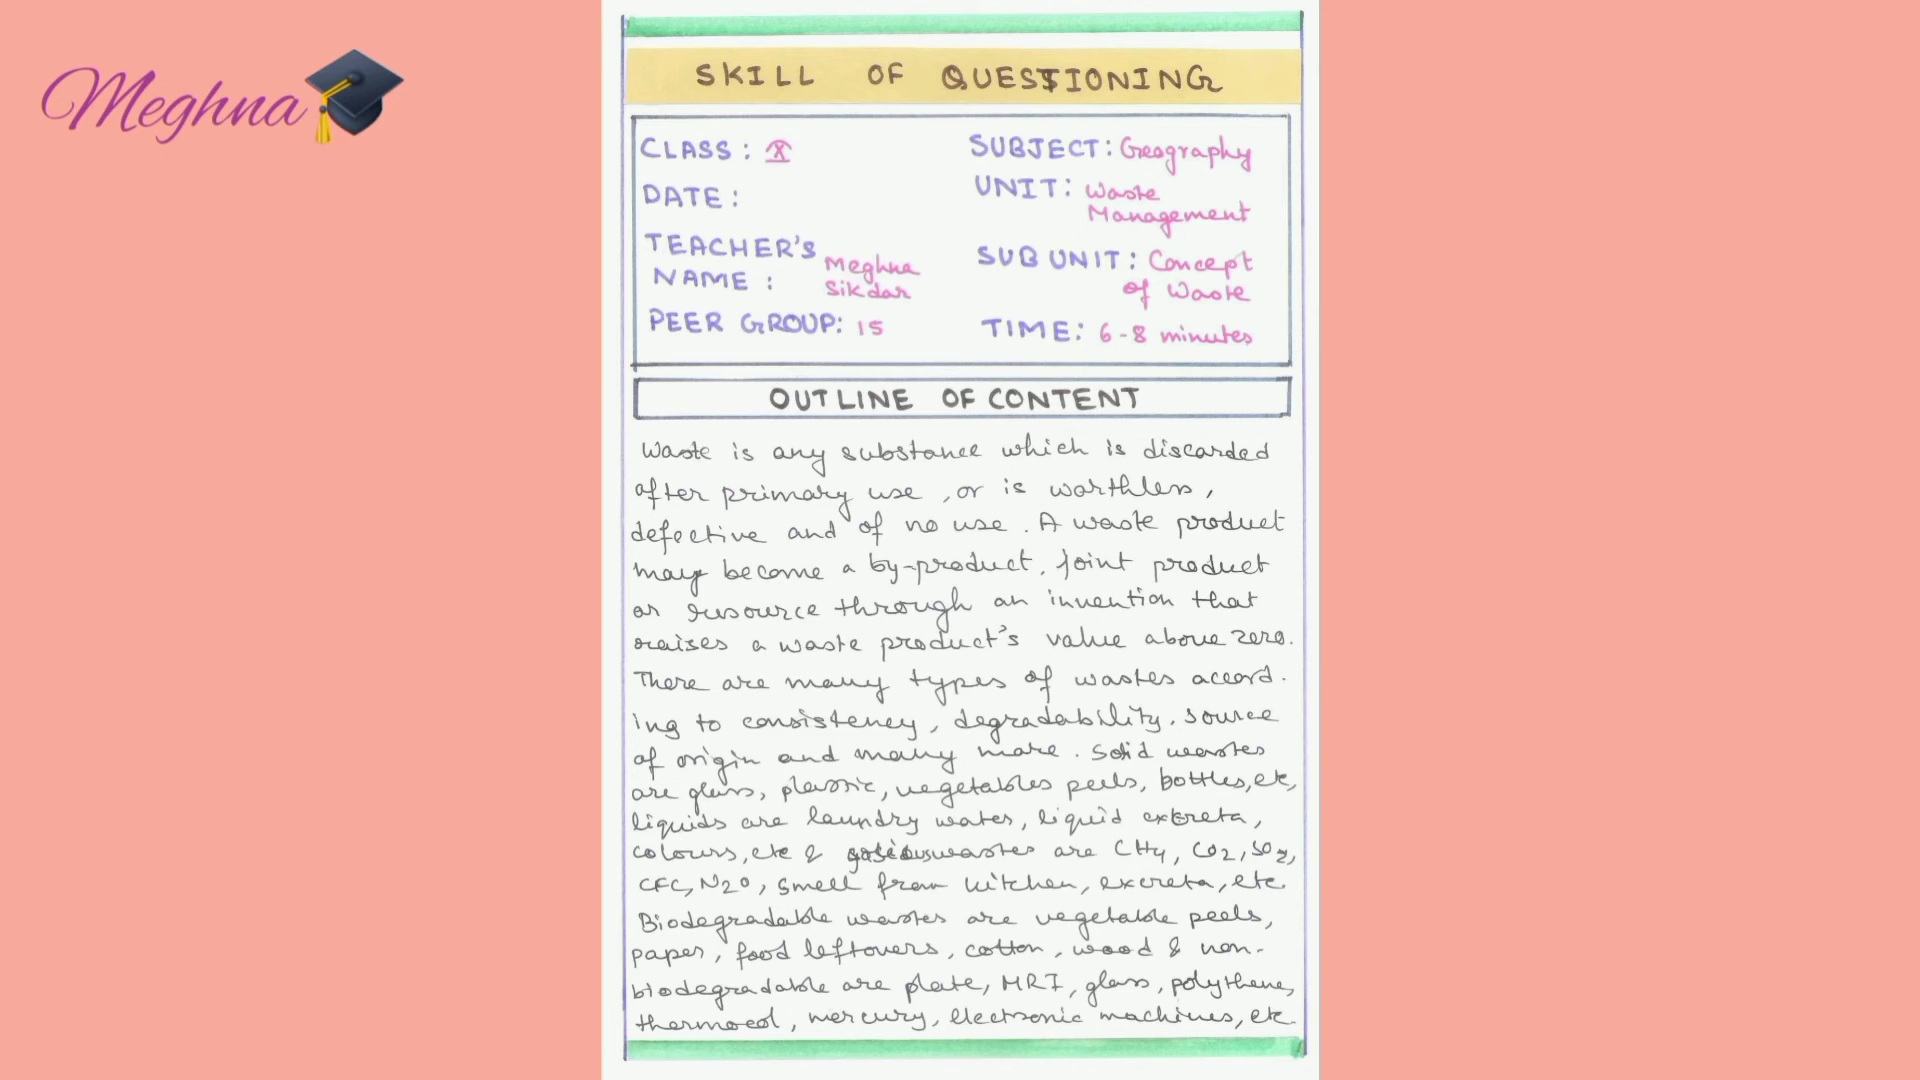 Meghna
SKILL OF QUESTIONING
CLASS: X
SUBJECT: Geography
DATE:
UNIT: Waste Management
TEACHER'S NAME: Meghna Sikdar
SUB UNIT: Concept of Waste
PEER GROUP: 15
TIME: 6-8 minutes
OUTLINE OF CONTENT
Waste is any substance which is discarded
after primary use, or is worthless,
defective and of no use. A waste product
may become a by-product, joint product
or resource through an invention that
raises a waste product's value above zero.
There are many types of wastes accord-
ing to consistency, degradability, source
of origin and many more. Solid wastes
are glass, plastic, vegetables peels, bottles, etc,
liquids are laundry water, liquid excreta,
colours, etc & gaseous wastes are CH4, CO2, SO2,
CFC, N2O, smell from kitchen, excreta, etc.
Biodegradable wastes are vegetable peels,
paper, food leftovers, cotton, wood & non-
biodegradable are plate, MRI, glass, polythene,
thermocol, mercury, electronic machines, etc.